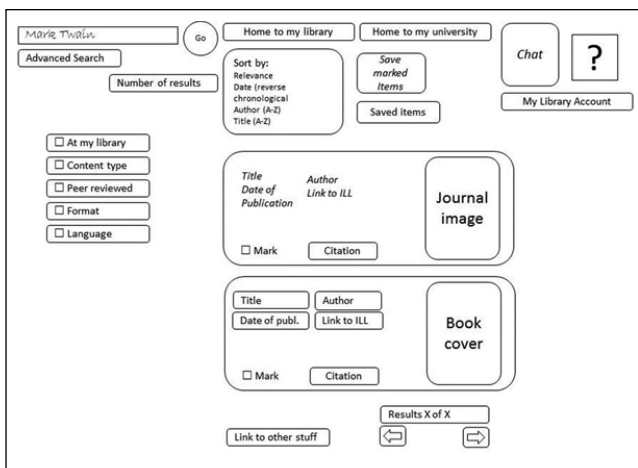 Mark Twain
Go
Home to my library
Home to my university
Advanced Search
Number of results
Sort by:
Relevance
Date (reverse
chronological
Author (A-Z)
Title (A-Z)
Save
marked
Items
Saved items
Chat
?
My Library Account
☐ At my library
☐ Content type
☐ Peer reviewed
☐ Format
☐ Language
Title
Date of
Publication
Author
Link to ILL
Journal
image
☐ Mark
Citation
Title
Author
Date of publ.
Link to ILL
Book
cover
☐ Mark
Citation
Results X of X
Link to other stuff